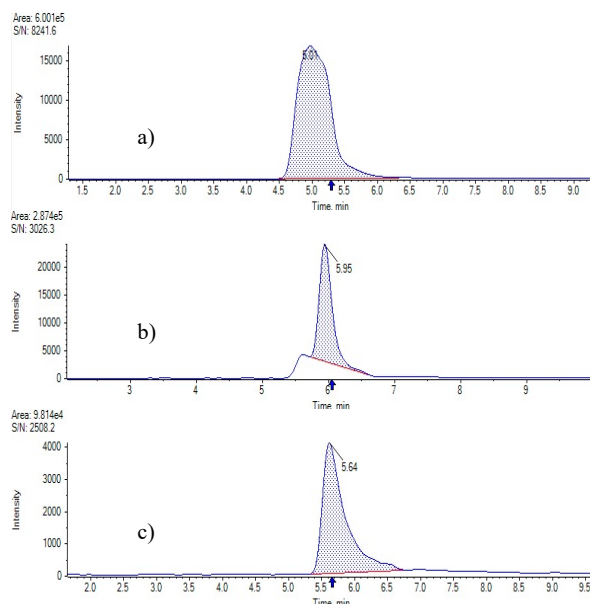 Area: 6.001e5
S/N: 8241.6
15000
10000
5000
0
Intensity
5.01
a)
1.5 2.0 2.5 3.0 3.5 4.0 4.5 5.0 5.5 6.0 6.5 7.0 7.5 8.0 8.5 9.0
Time, min
Area: 2.874e5
S/N: 3026.3
20000
15000
10000
5000
0
Intensity
5.95
b)
3 4 5 6 7 8 9
Time, min
Area: 9.814e4
S/N: 2508.2
4000
3000
2000
1000
0
Intensity
5.64
c)
2.0 2.5 3.0 3.5 4.0 4.5 5.0 5.5 6.0 6.5 7.0 7.5 8.0 8.5 9.0 9.5
Time, min